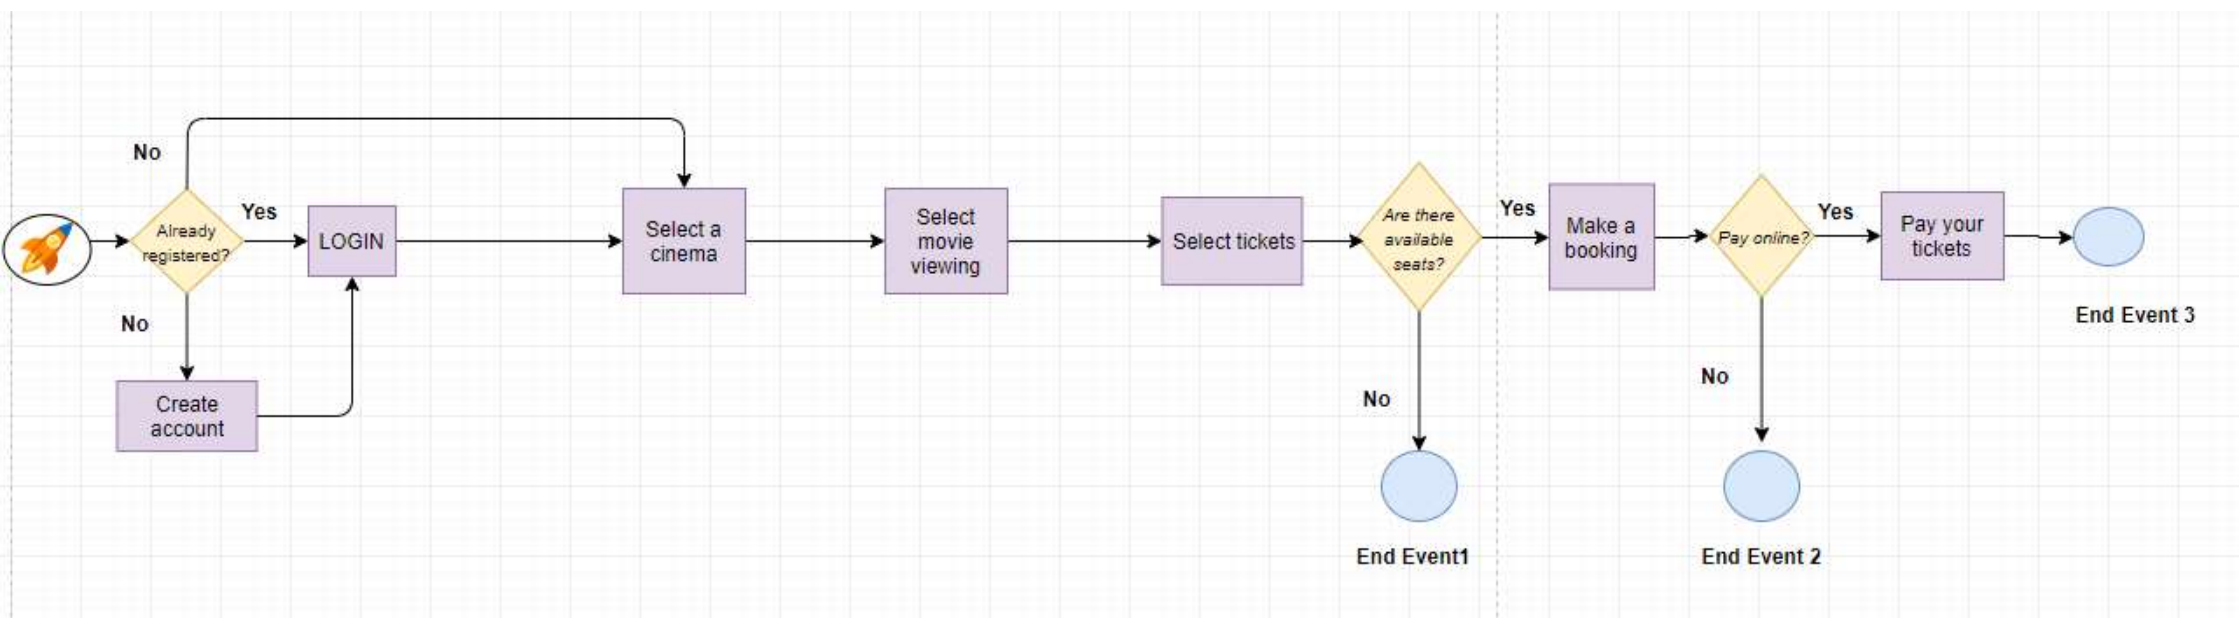 No
Already
registered?
Yes
No
Create
account
LOGIN
Select a
cinema
Select
movie
viewing
Select tickets
Are there
available
seats?
Yes
No
End Event1
Make a
booking
Pay online?
Yes
No
End Event 2
Pay your
tickets
End Event 3